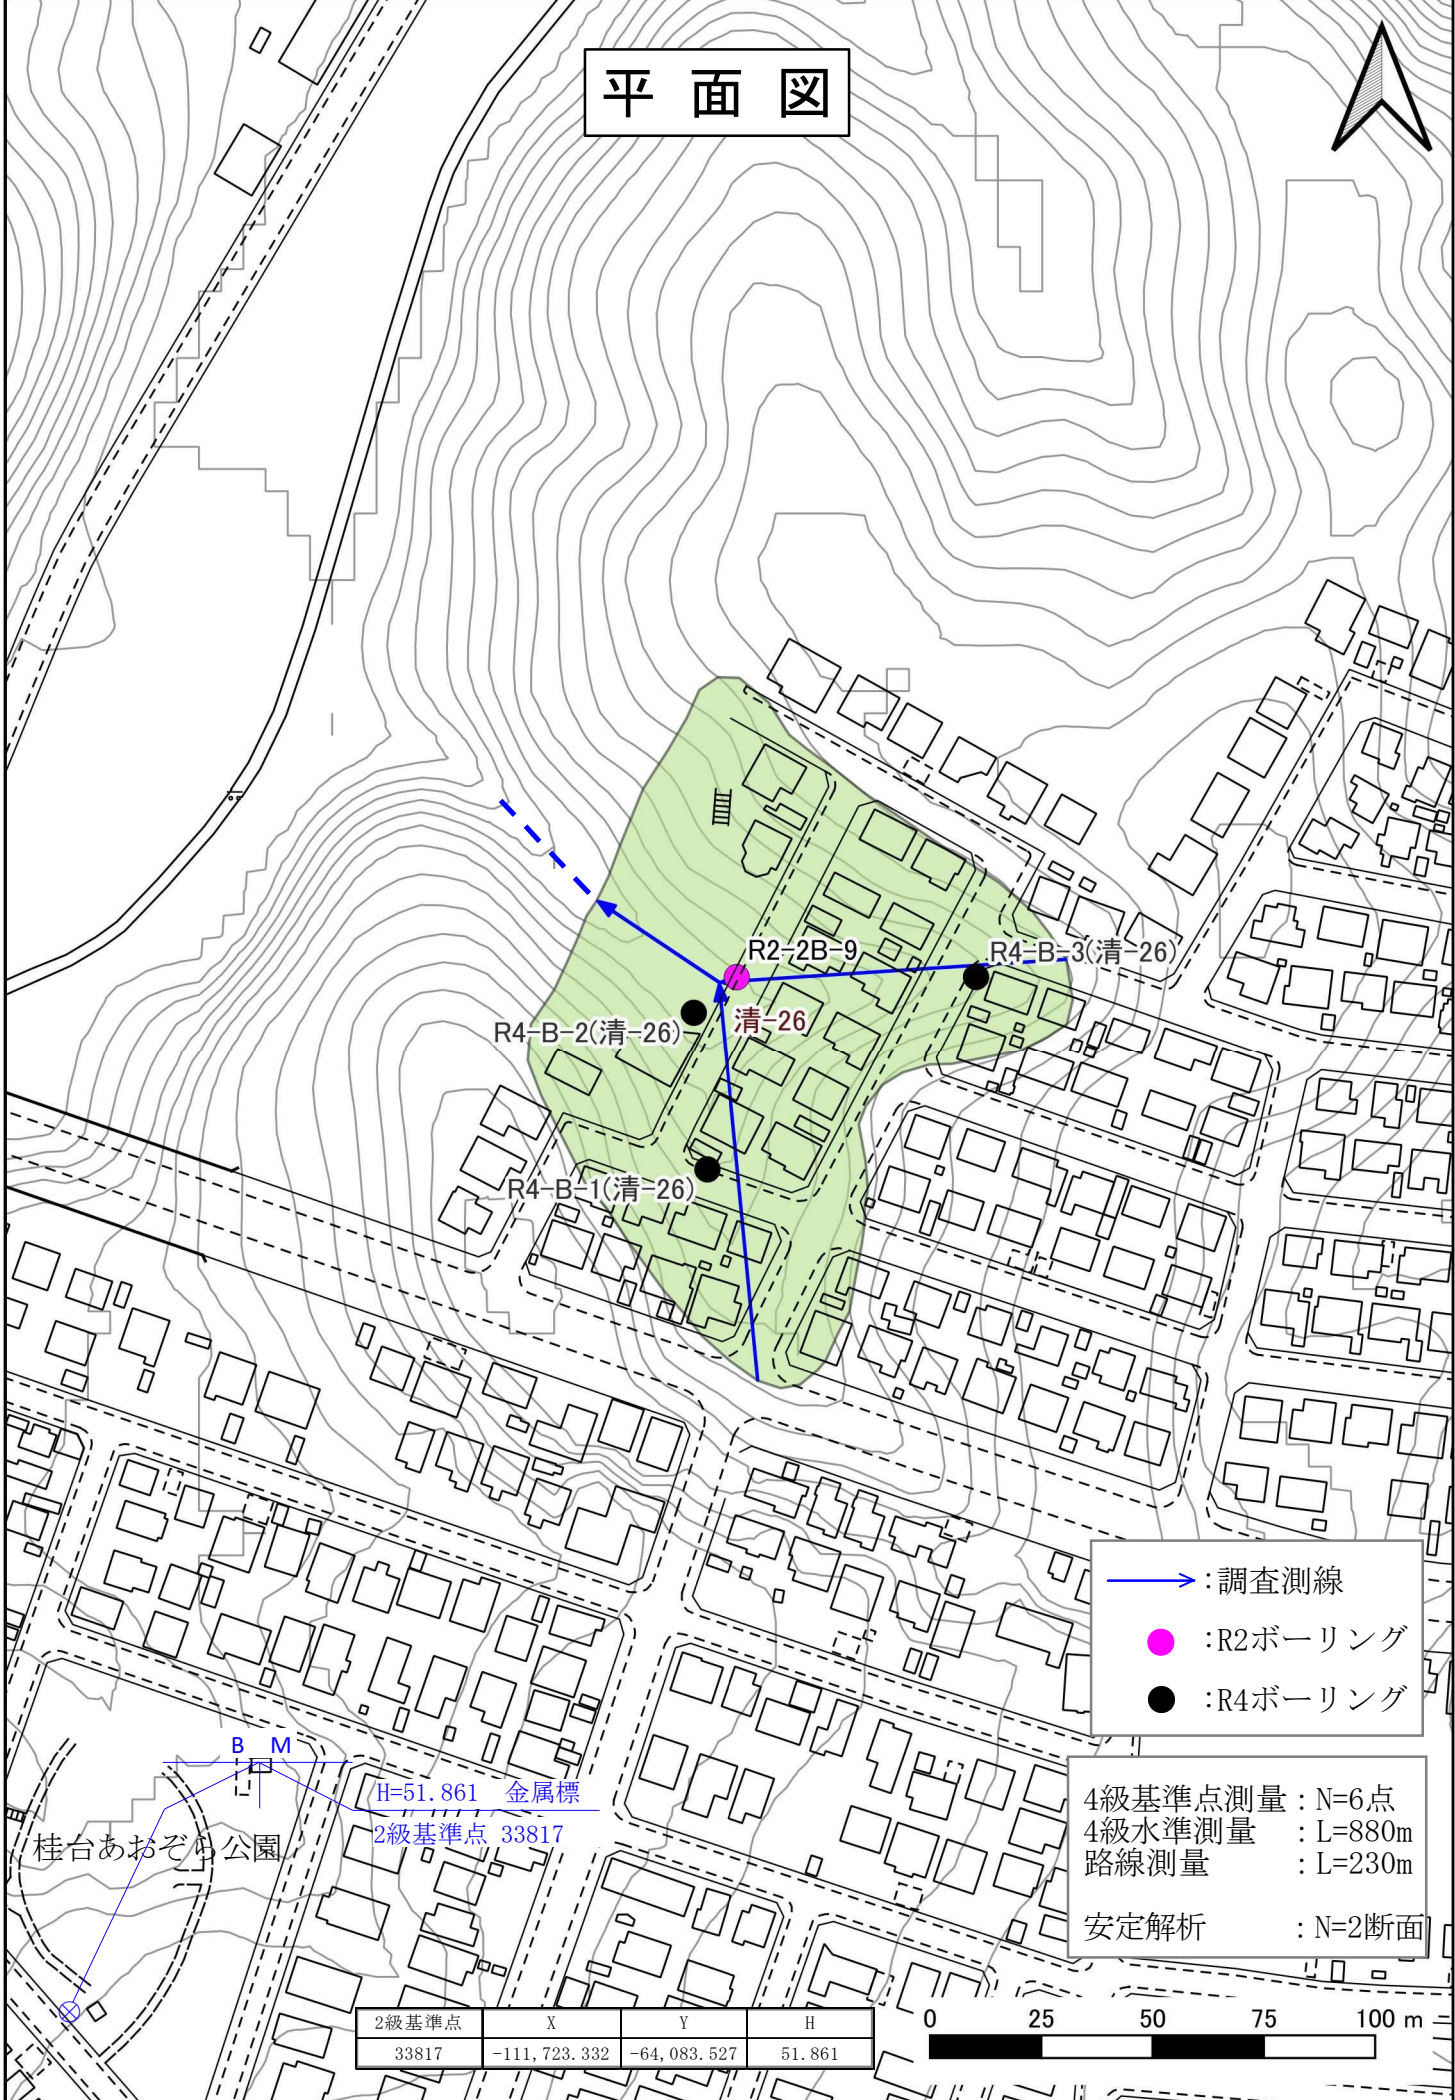 平 面 図
R2-2B-9
R4-B-3(清-26)
清-26
R4-B-2(清-26)
R4-B-1(清-26)
:調査測線
:R2ボーリング
:R4ボーリング
B M
H=51.861 金属標
2級基準点 33817
桂台あおぞら公園
4級基準点測量 : N=6点
4級水準測量 : L=880m
路線測量 : L=230m
安定解析 : N=2断面
2級基準点 X Y H
33817 -111,723.332 -64,083.527 51.861
0 25 50 75 100 m